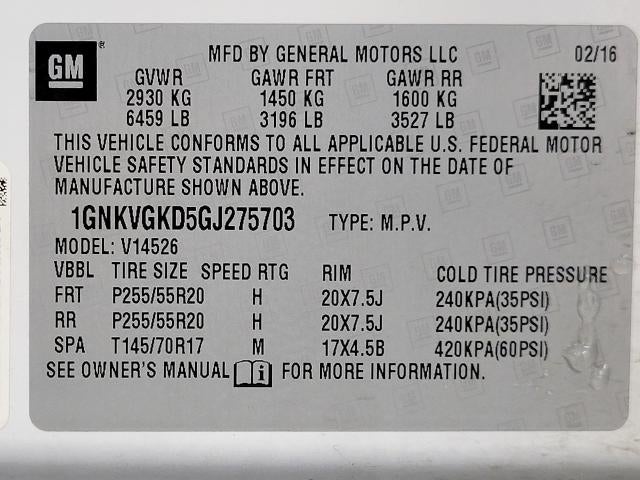 GM
MFD BY GENERAL MOTORS LLC 02/16
GVWR GAWR FRT GAWR RR
2930 KG 1450 KG 1600 KG
6459 LB 3196 LB 3527 LB
THIS VEHICLE CONFORMS TO ALL APPLICABLE U.S. FEDERAL MOTOR
VEHICLE SAFETY STANDARDS IN EFFECT ON THE DATE OF
MANUFACTURE SHOWN ABOVE.
1GNKVGKD5GJ275703 TYPE: M.P.V.
MODEL: V14526
VBBL TIRE SIZE SPEED RTG RIM COLD TIRE PRESSURE
FRT P255/55R20 H 20X7.5J 240KPA(35PSI)
RR P255/55R20 H 20X7.5J 240KPA(35PSI)
SPA T145/70R17 M 17X4.5B 420KPA(60PSI)
SEE OWNER'S MANUAL FOR MORE INFORMATION.